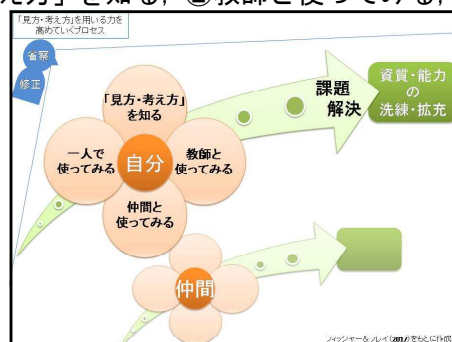 え方」を知る，②教師と使ってみる，
「見方・考え方」を用いる力を
高めていくプロセス
省察
修正
「見方・考え方」
を知る
一人で
使ってみる
自分
教師と
使ってみる
仲間と
使ってみる
課題
解決
資質・能力
の
洗練・拡充
仲間
フィッシャー＆フレイ(2017)をもとに作成